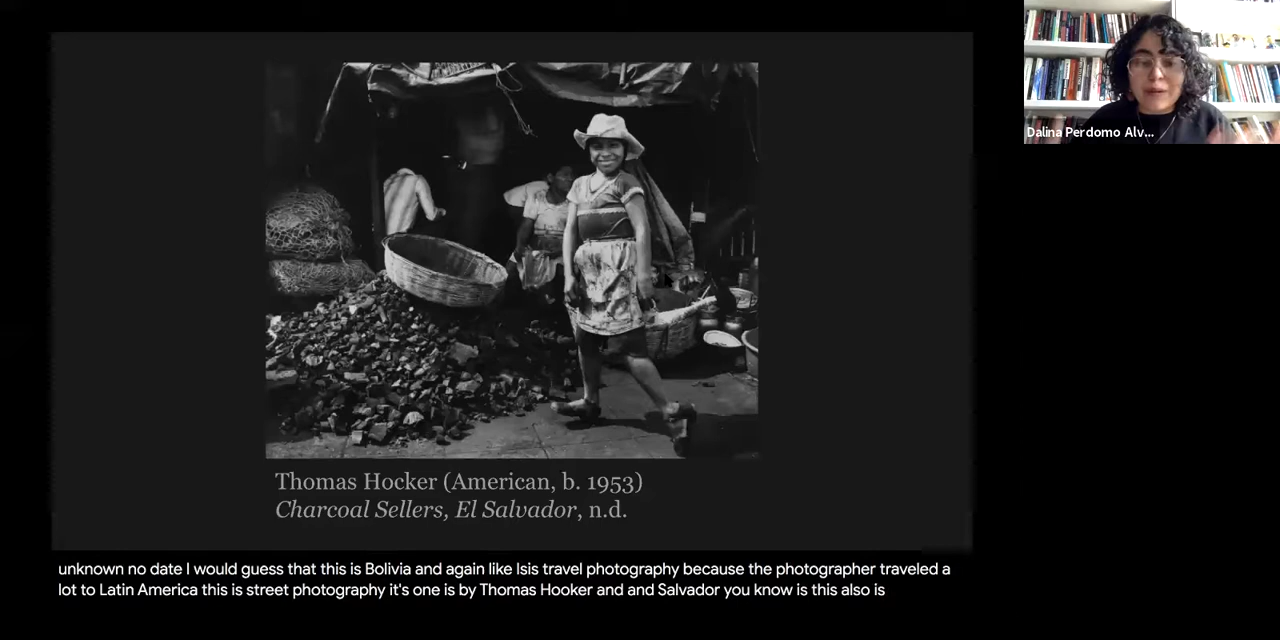 Dalina Perdomo Alv...
Thomas Hocker (American, b. 1953)
Charcoal Sellers, El Salvador, n.d.
unknown no date I would guess that this is Bolivia and again like Isis travel photography because the photographer traveled a
lot to Latin America this is street photography it's one is by Thomas Hooker and and Salvador you know is this also is